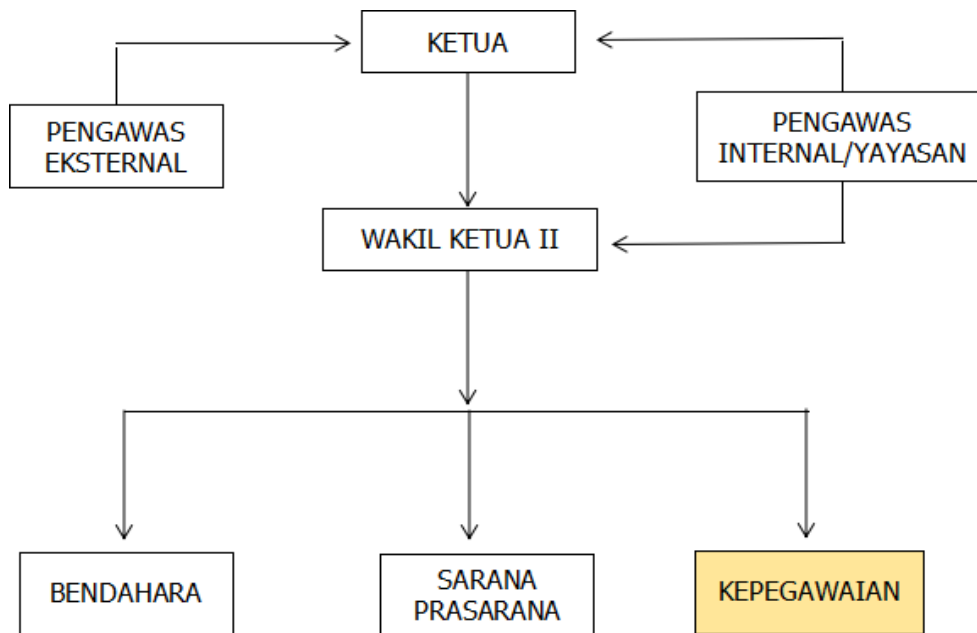 KETUA
PENGAWAS
EKSTERNAL
PENGAWAS
INTERNAL/YAYASAN
WAKIL KETUA II
BENDAHARA
SARANA
PRASARANA
KEPEGAWAIAN